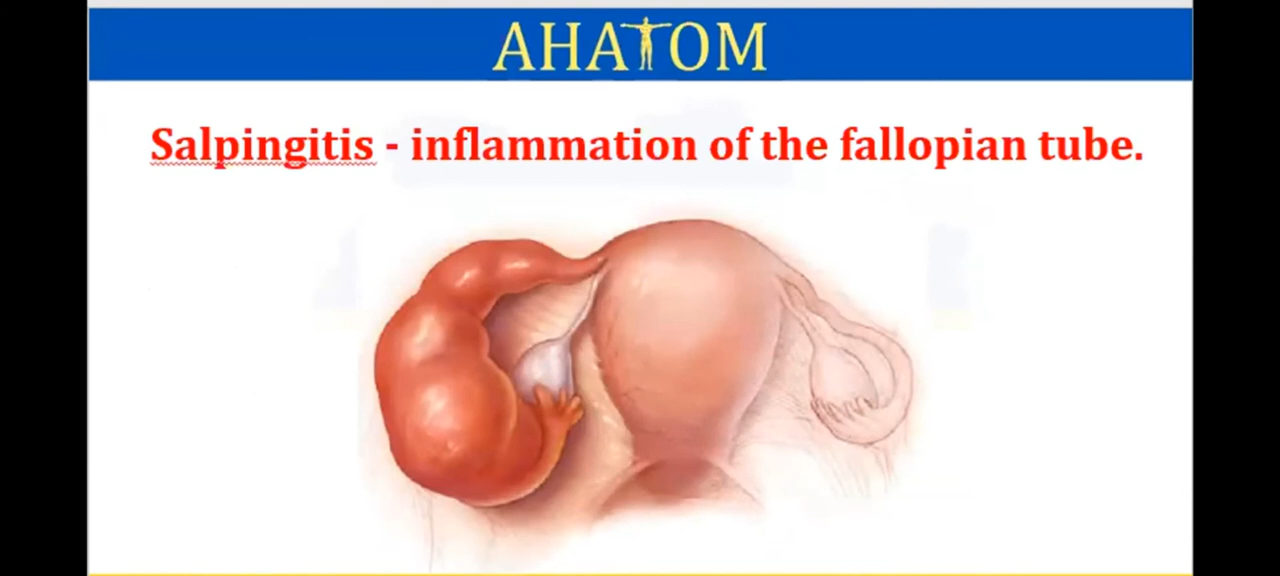 AHATOM
Salpingitis - inflammation of the fallopian tube.